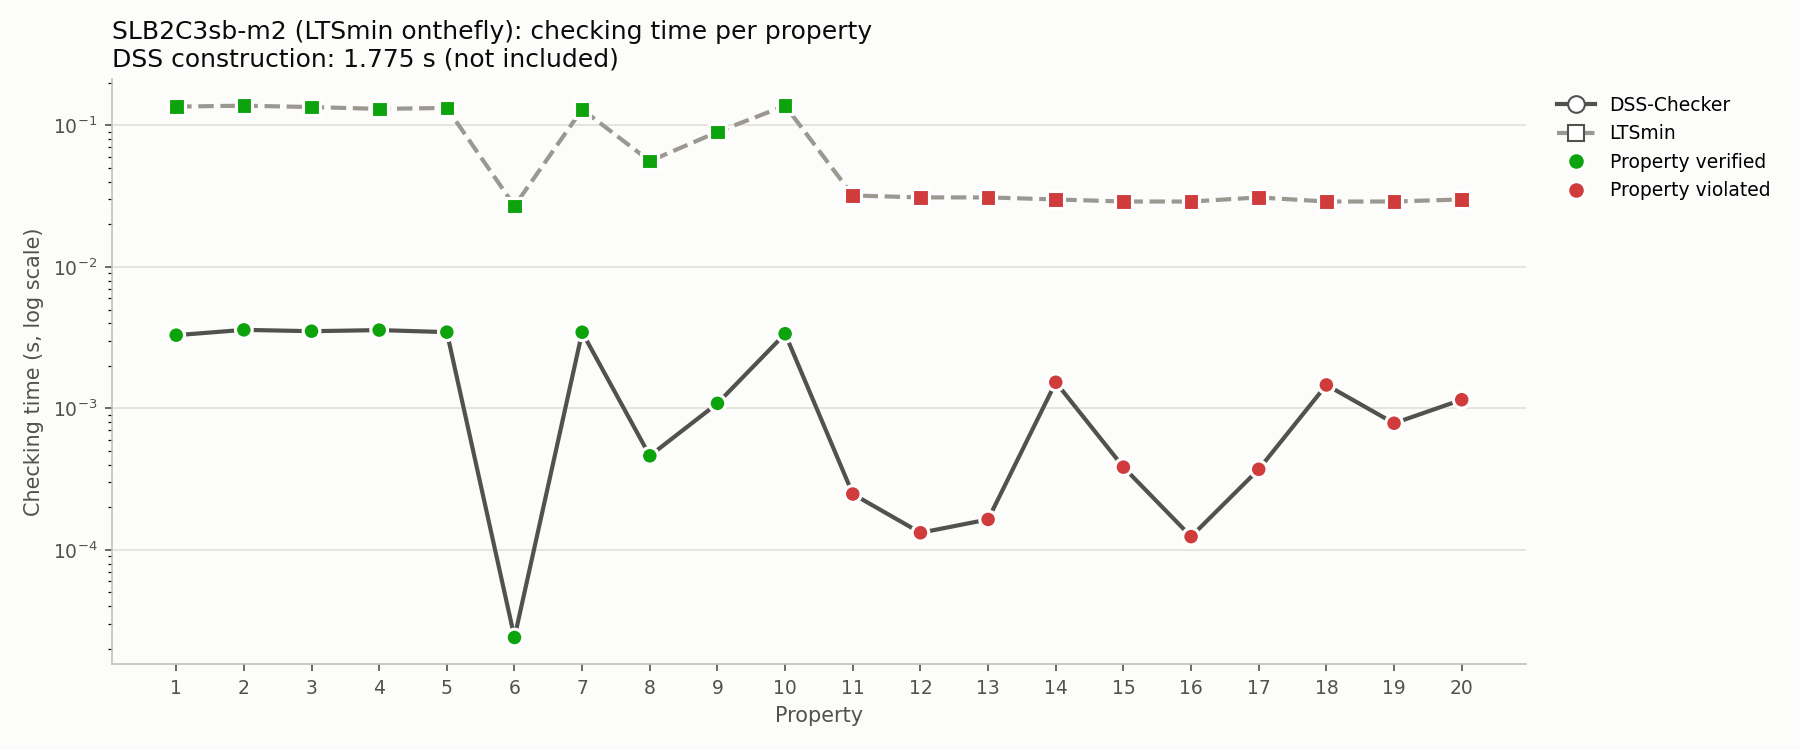 SLB2C3sb-m2 (LTSmin onthefly): checking time per property
DSS construction: 1.775 s (not included)
Checking time (s, log scale)
10⁻¹
10⁻²
10⁻³
10⁻⁴
1 2 3 4 5 6 7 8 9 10 11 12 13 14 15 16 17 18 19 20
Property
DSS-Checker
LTSmin
Property verified
Property violated